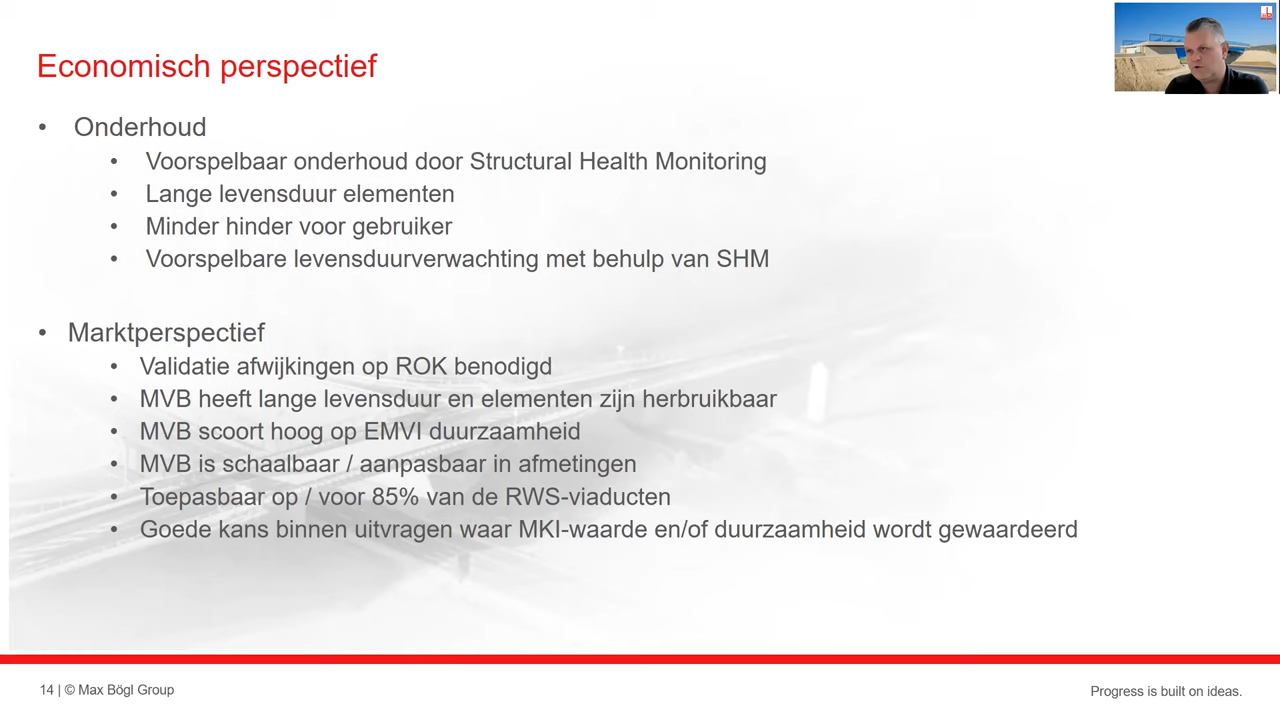 Economisch perspectief
• Onderhoud
• Voorspelbaar onderhoud door Structural Health Monitoring
• Lange levensduur elementen
• Minder hinder voor gebruiker
• Voorspelbare levensduurverwachting met behulp van SHM
• Marktperspectief
• Validatie afwijkingen op ROK benodigd
• MVB heeft lange levensduur en elementen zijn herbruikbaar
• MVB scoort hoog op EMVI duurzaamheid
• MVB is schaalbaar / aanpasbaar in afmetingen
• Toepasbaar op / voor 85% van de RWS-viaducten
• Goede kans binnen uitvragen waar MKI-waarde en/of duurzaamheid wordt gewaardeerd
14 | © Max Bögl Group
Progress is built on ideas.